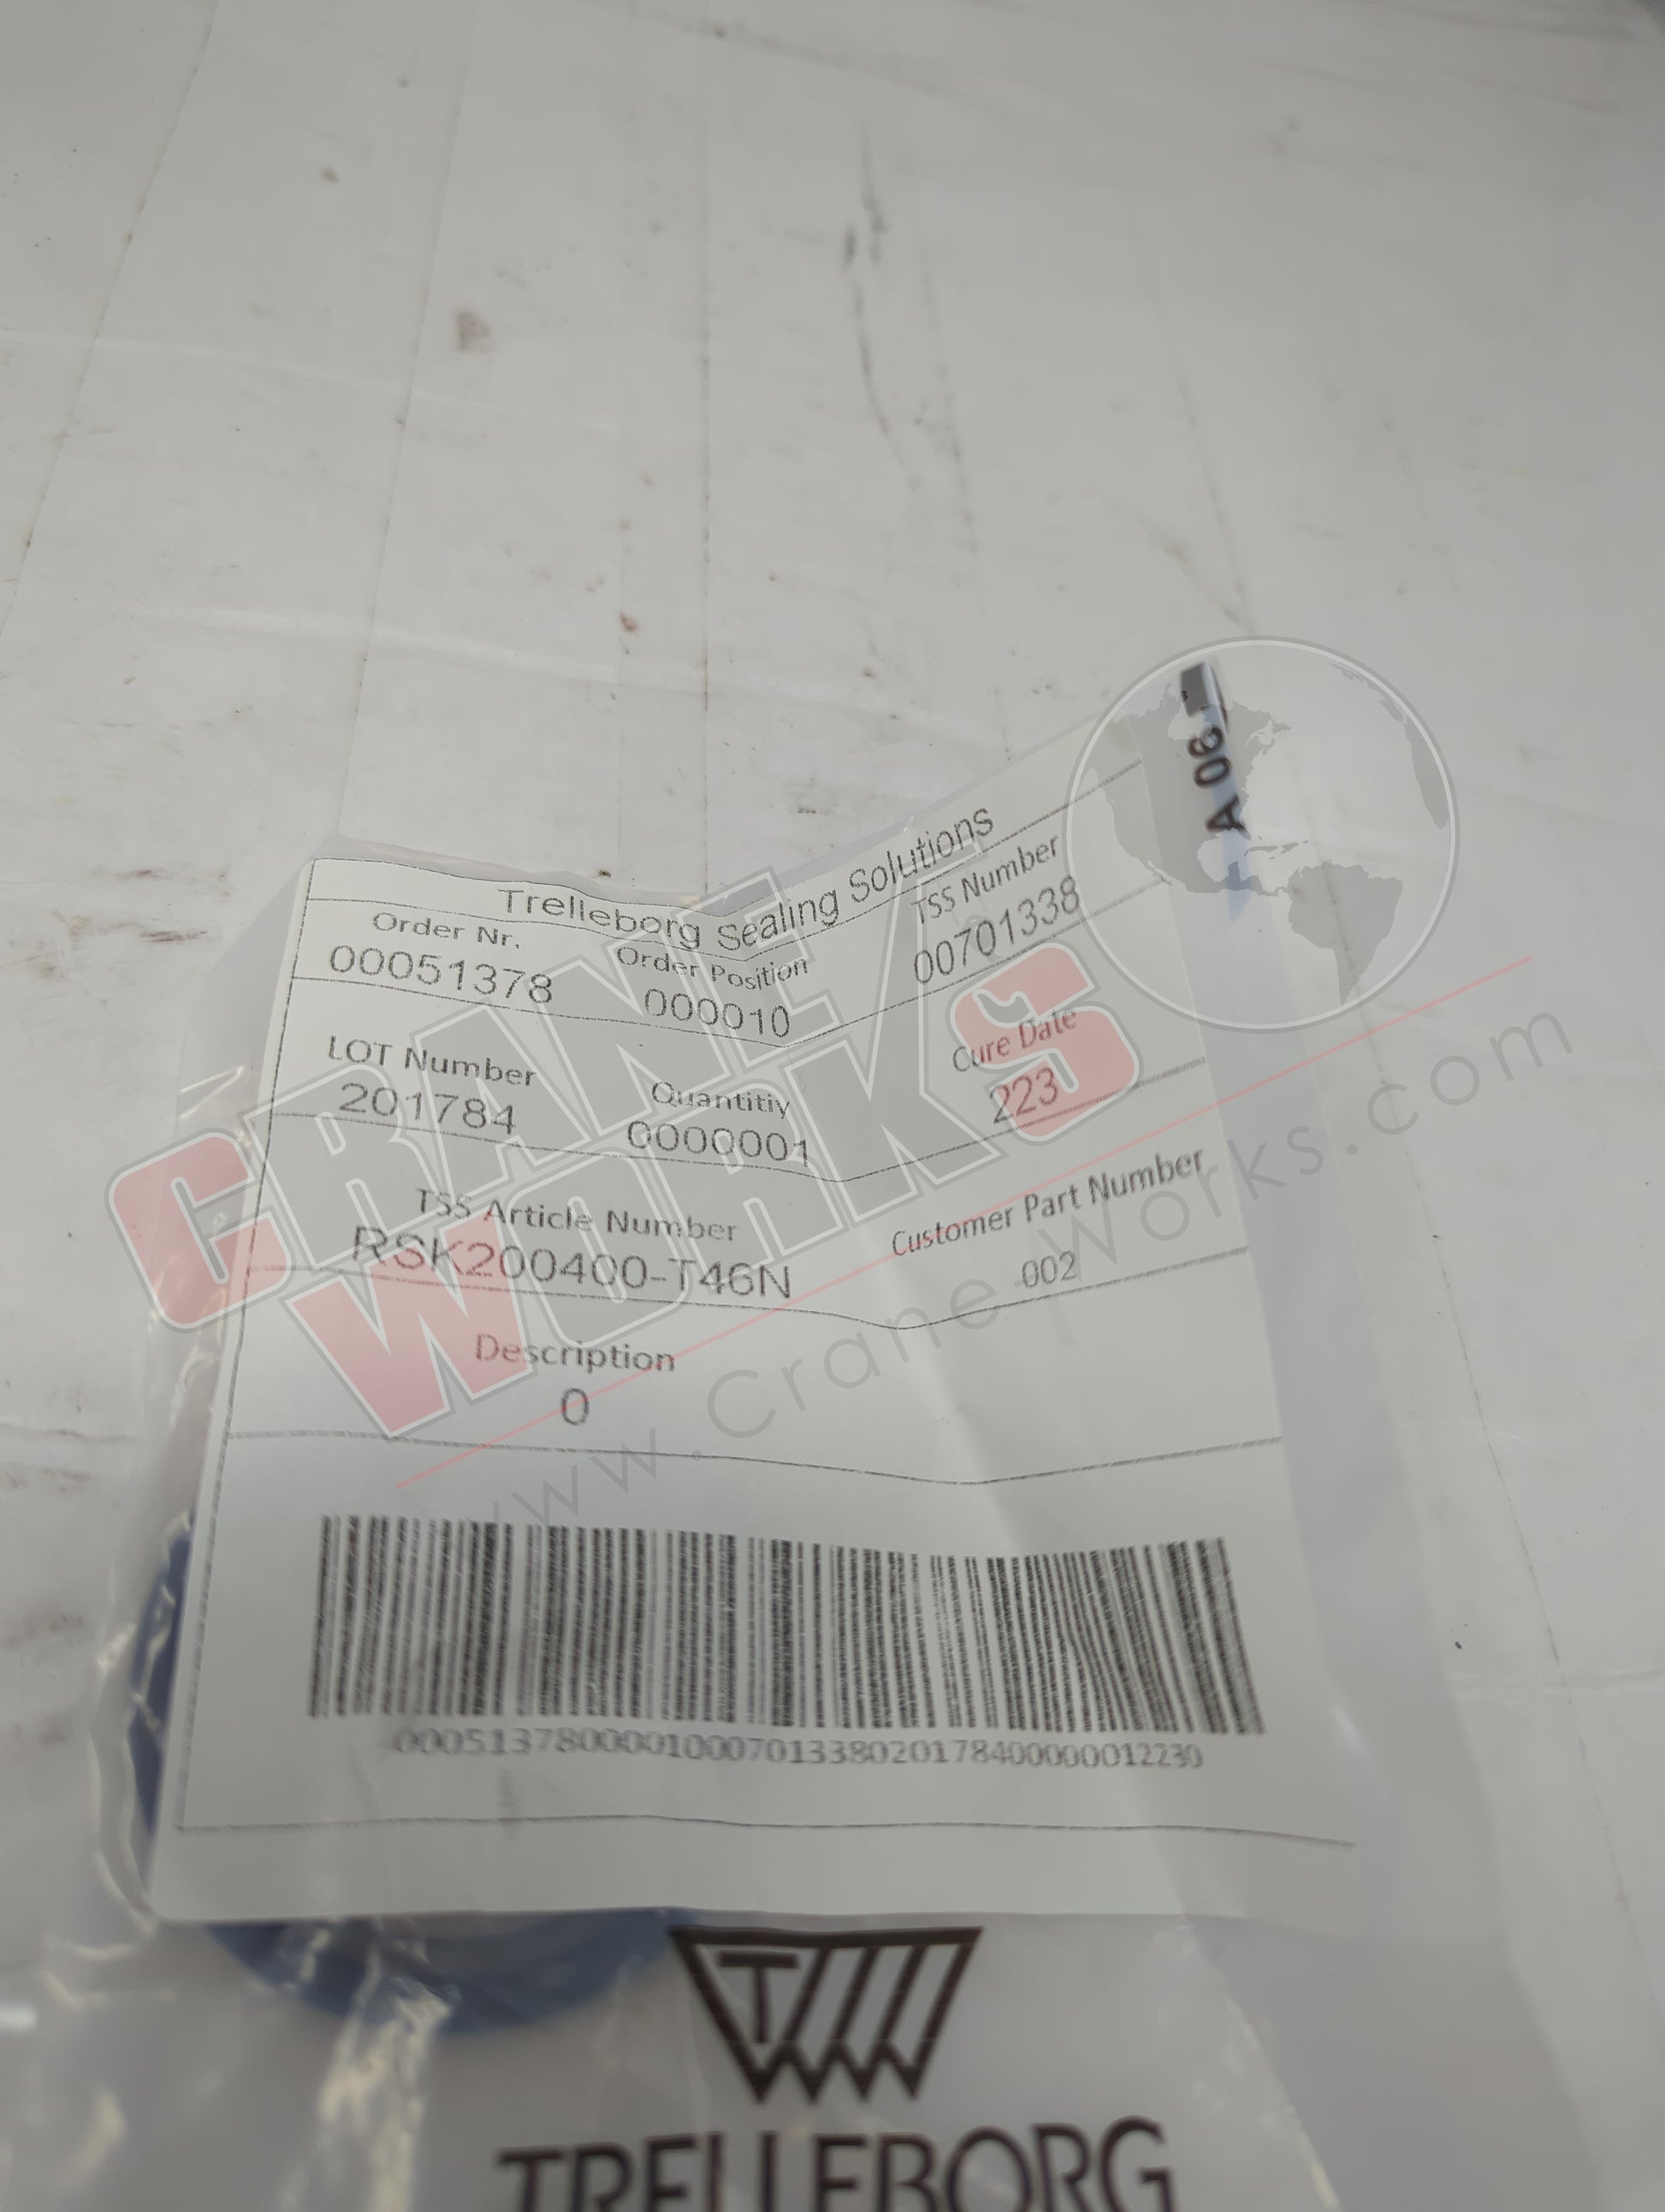 A 06
Trelleborg Sealing Solutions
Order Nr.
00051378
Order Position
000010
TSS Number
00701338
LOT Number
201784
Quantitiy
0000001
Cure Date
223
TSS Article Number
RSK200400-T46N
Customer Part Number
002
Description
0
0005137800001000701338020178400000012230
CRANE WORKS
www.CraneWorks.com
T
TRELLEBORG